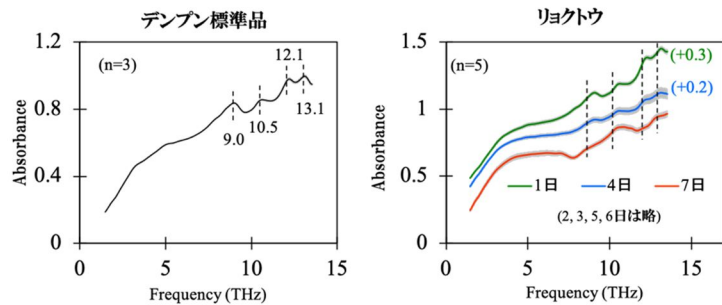 デンプン標準品
Absorbance
1.2
0.8
0.4
0
(n=3)
9.0
10.5
12.1
13.1
0
5
10
15
Frequency (THz)
リョクトウ
Absorbance
1.5
1
0.5
0
(n=5)
(+0.3)
(+0.2)
1日
4日
7日
(2, 3, 5, 6日は略)
0
5
10
15
Frequency (THz)